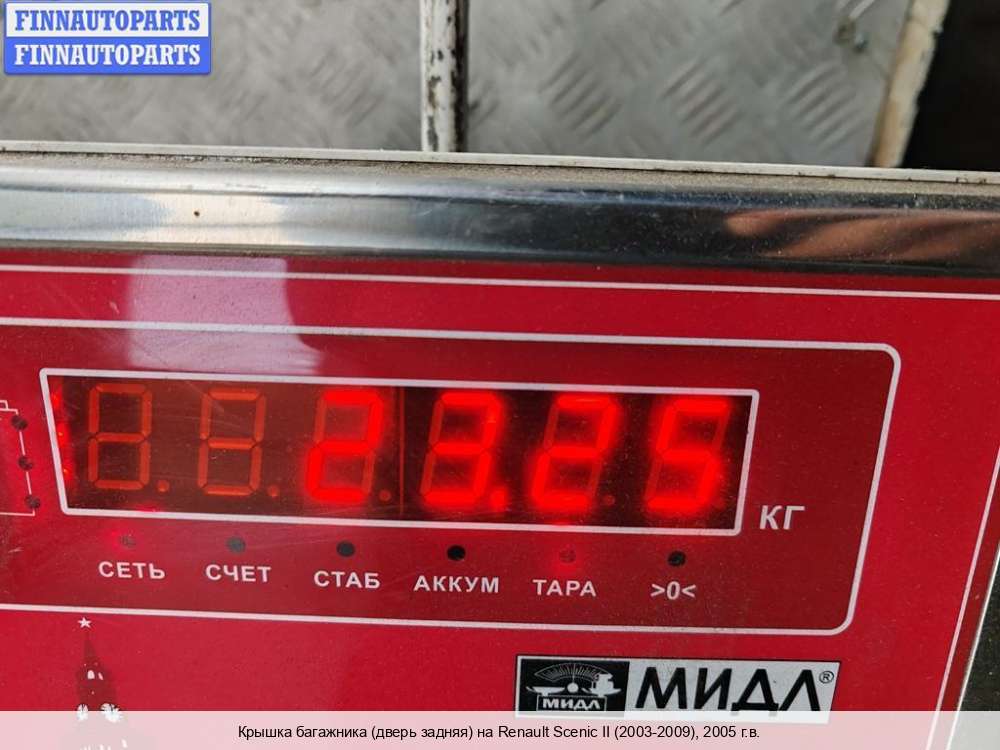 FINNAUTOPARTS
FINNAUTOPARTS
23.25
КГ
СЕТЬ СЧЕТ СТАБ АККУМ ТАРА >0<
МИДЛ МИДЛ®
Крышка багажника (дверь задняя) на Renault Scenic II (2003-2009), 2005 г.в.